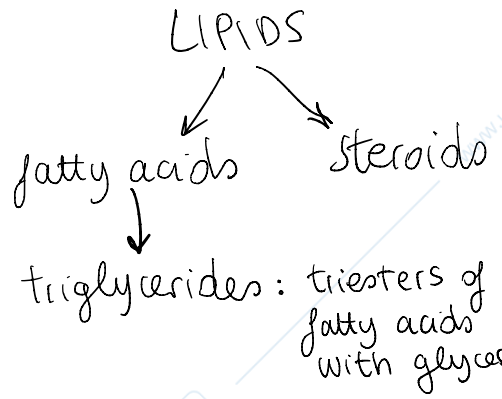 LIPIDS
fatty acids
steroids
triglycerides: triesters of
fatty acids
with glycer